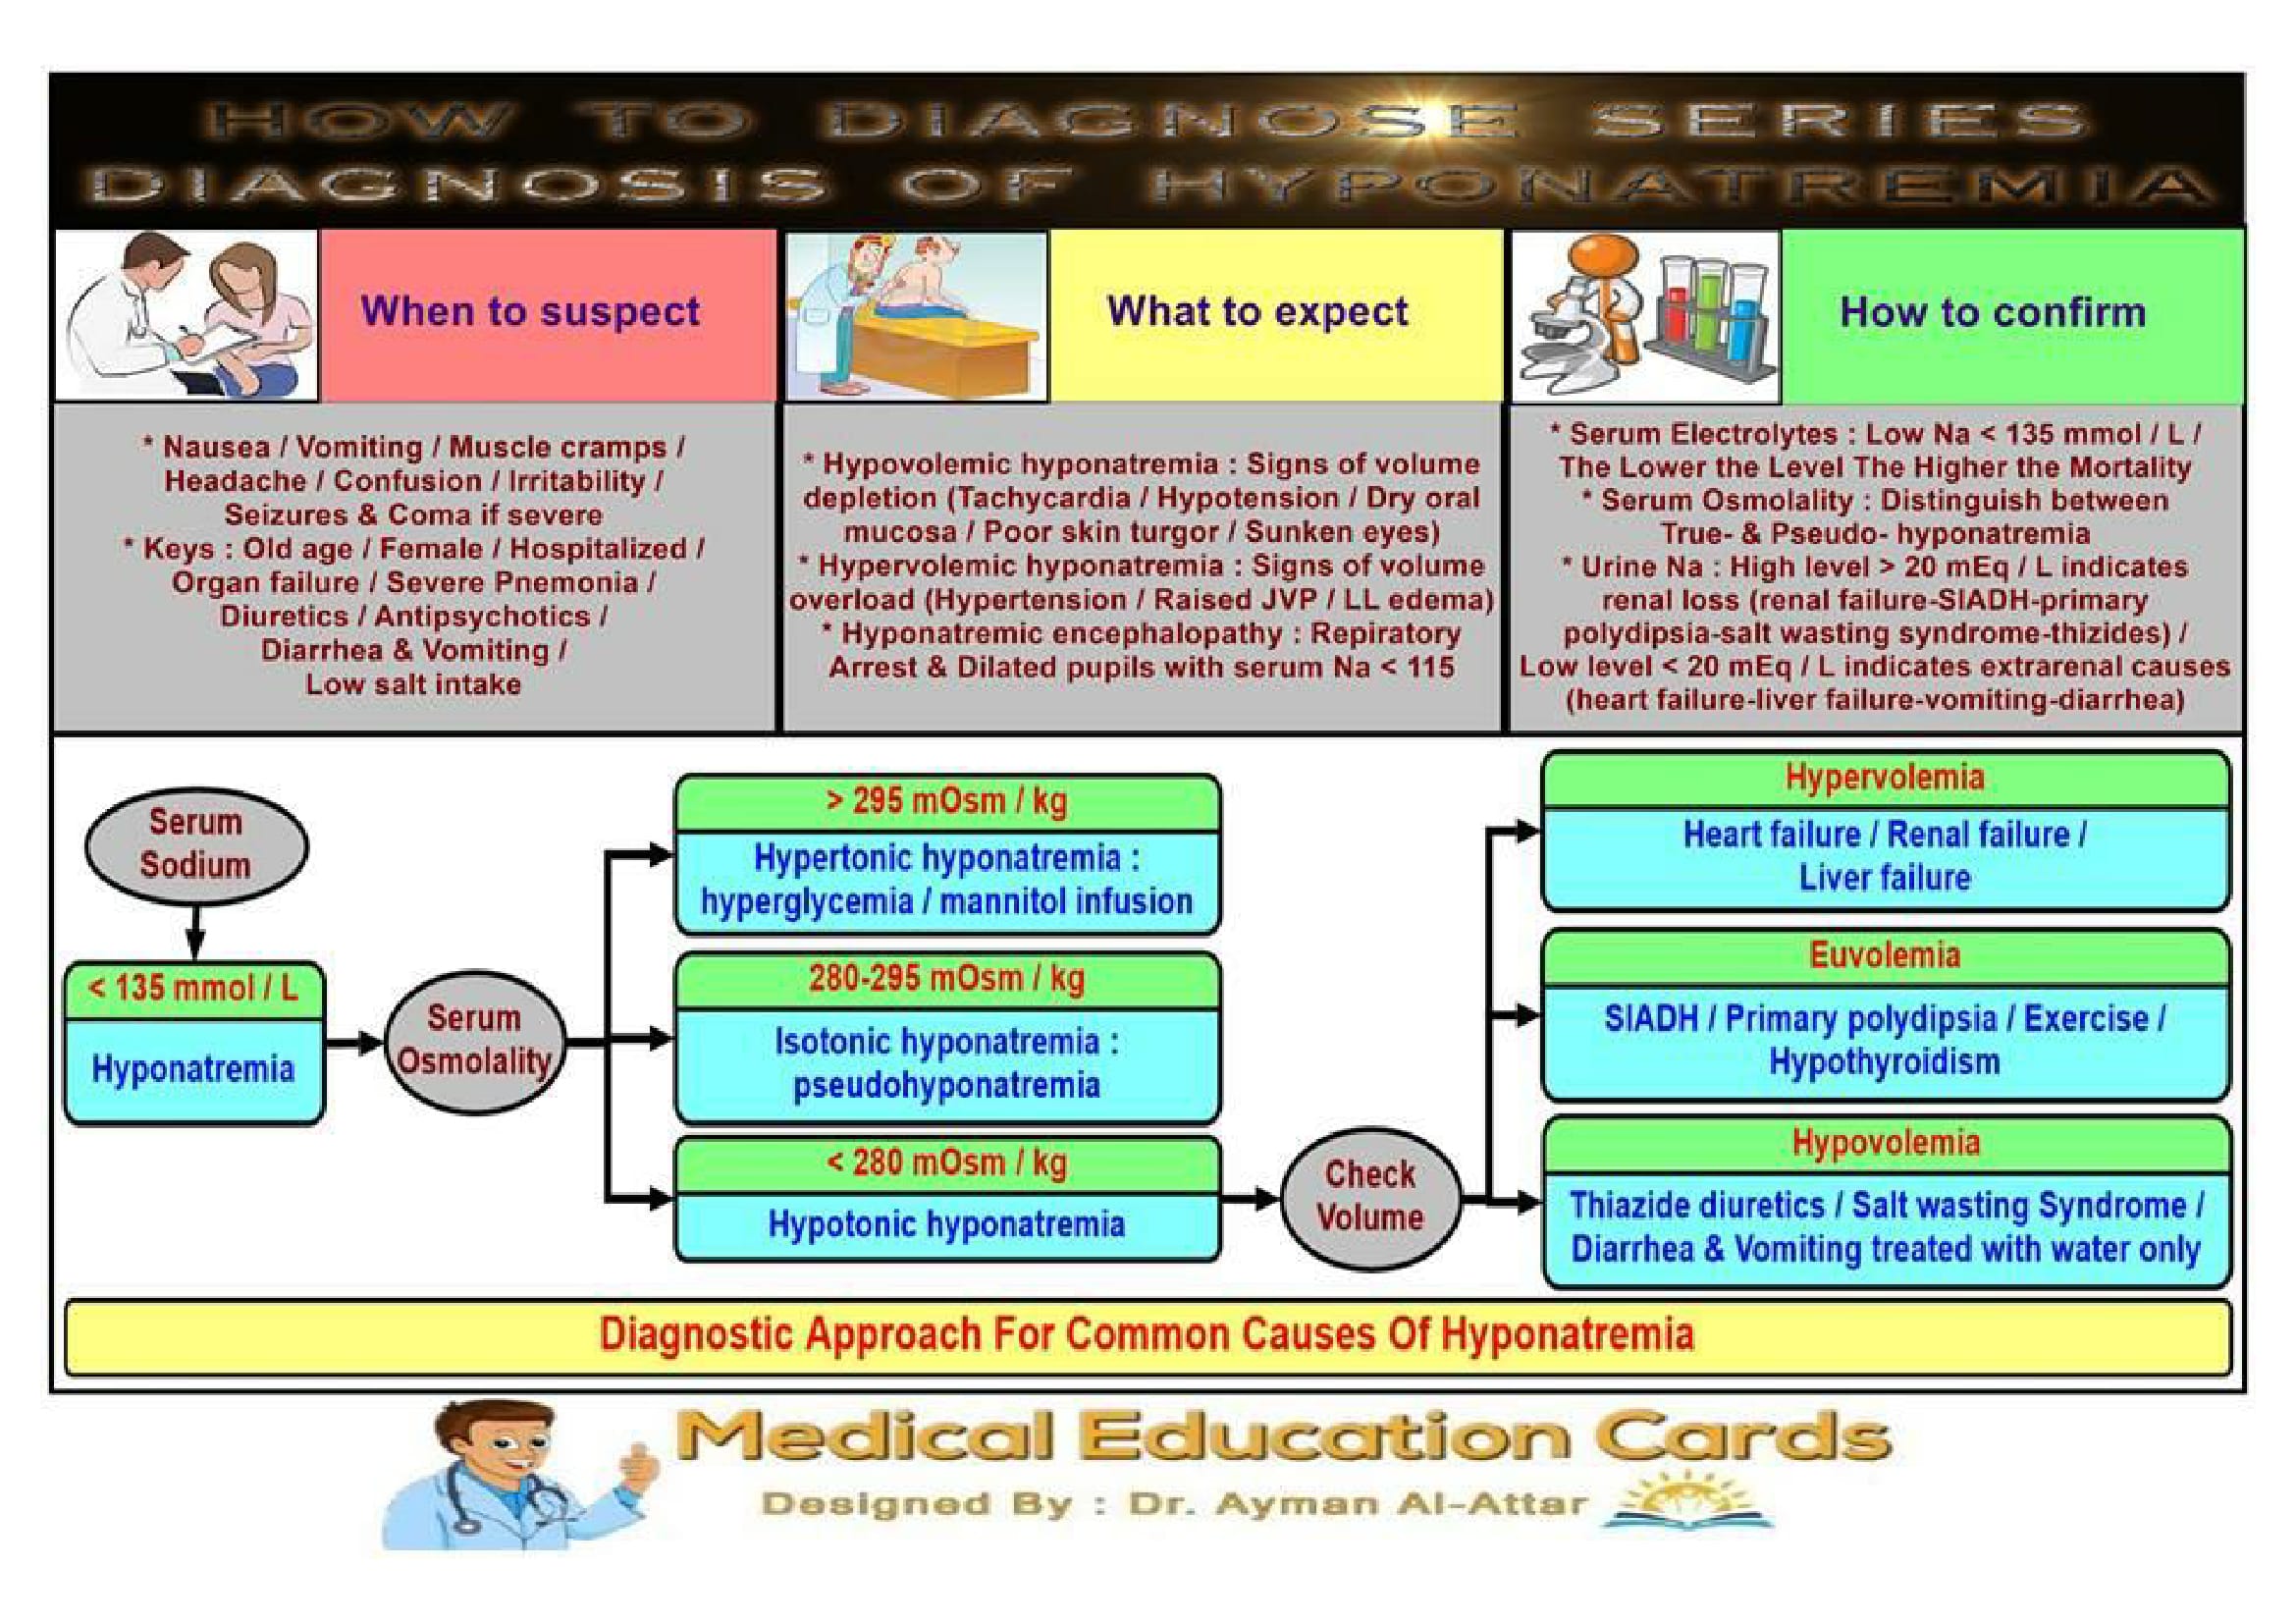 HOW TO DIAGNOSE SERIES
DIAGNOSIS OF HYPONATREMIA
When to suspect
* Nausea / Vomiting / Muscle cramps /
Headache / Confusion / Irritability /
Seizures & Coma if severe
* Keys : Old age / Female / Hospitalized /
Organ failure / Severe Pnemonia /
Diuretics / Antipsychotics /
Diarrhea & Vomiting /
Low salt intake
What to expect
* Hypovolemic hyponatremia : Signs of volume
depletion (Tachycardia / Hypotension / Dry oral
mucosa / Poor skin turgor / Sunken eyes)
* Hypervolemic hyponatremia : Signs of volume
overload (Hypertension / Raised JVP / LL edema)
* Hyponatremic encephalopathy : Repiratory
Arrest & Dilated pupils with serum Na < 115
How to confirm
* Serum Electrolytes : Low Na < 135 mmol / L /
The Lower the Level The Higher the Mortality
* Serum Osmolality : Distinguish between
True- & Pseudo- hyponatremia
* Urine Na : High level > 20 mEq / L indicates
renal loss (renal failure-SIADH-primary
polydipsia-salt wasting syndrome-thizides) /
Low level < 20 mEq / L indicates extrarenal causes
(heart failure-liver failure-vomiting-diarrhea)
Serum
Sodium
< 135 mmol / L
Hyponatremia
Serum
Osmolality
> 295 mOsm / kg
Hypertonic hyponatremia :
hyperglycemia / mannitol infusion
280-295 mOsm / kg
Isotonic hyponatremia :
pseudohyponatremia
< 280 mOsm / kg
Hypotonic hyponatremia
Check
Volume
Hypervolemia
Heart failure / Renal failure /
Liver failure
Euvolemia
SIADH / Primary polydipsia / Exercise /
Hypothyroidism
Hypovolemia
Thiazide diuretics / Salt wasting Syndrome /
Diarrhea & Vomiting treated with water only
Diagnostic Approach For Common Causes Of Hyponatremia
Medical Education Cards
Designed By : Dr. Ayman Al-Attar